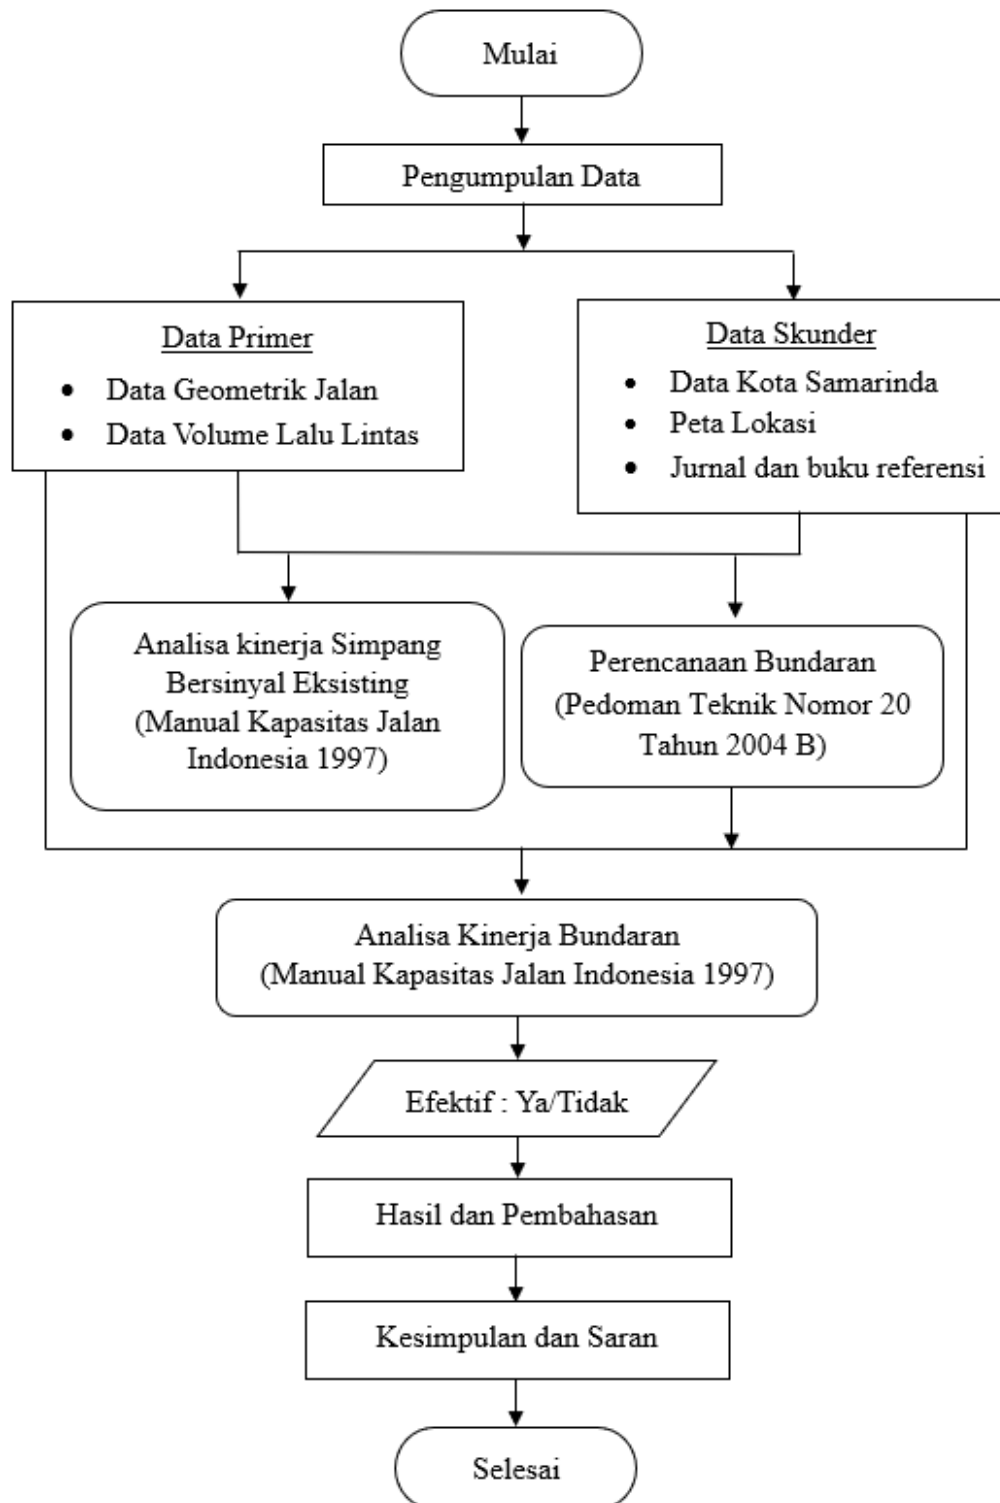 Mulai
Pengumpulan Data
Data Primer
• Data Geometrik Jalan
• Data Volume Lalu Lintas
Data Skunder
• Data Kota Samarinda
• Peta Lokasi
• Jurnal dan buku referensi
Analisa kinerja Simpang
Bersinyal Eksisting
(Manual Kapasitas Jalan
Indonesia 1997)
Perencanaan Bundaran
(Pedoman Teknik Nomor 20
Tahun 2004 B)
Analisa Kinerja Bundaran
(Manual Kapasitas Jalan Indonesia 1997)
Efektif : Ya/Tidak
Hasil dan Pembahasan
Kesimpulan dan Saran
Selesai